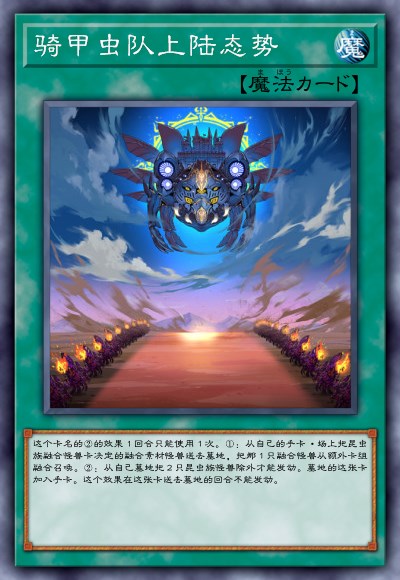 骑甲虫队上陆态势
魔
【魔法カード】
まほう
这个卡名的②的效果1回合只能使用1次。①：从自己的手卡·场上把昆虫
族融合怪兽卡决定的融合素材怪兽送去墓地，把那1只融合怪兽从额外卡组
融合召唤。②：从自己墓地把2只昆虫族怪兽除外才能发动。墓地的这张卡
加入手卡。这个效果在这张卡送去墓地的回合不能发动。